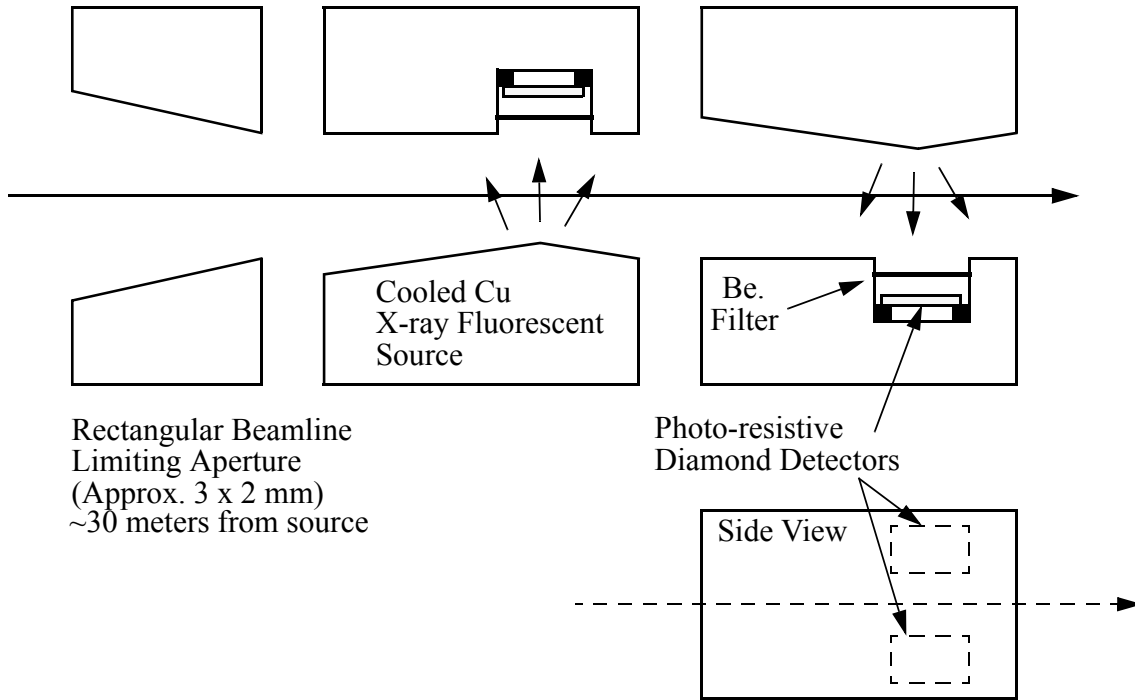 Cooled Cu
X-ray Fluorescent
Source
Be.
Filter
Rectangular Beamline
Limiting Aperture
(Approx. 3 x 2 mm)
~30 meters from source
Photo-resistive
Diamond Detectors
Side View